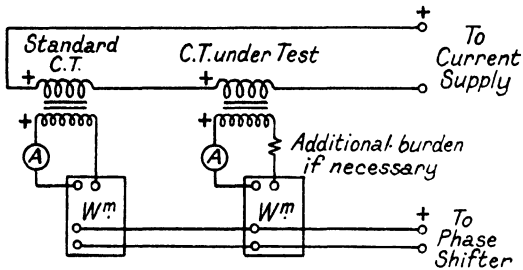 Standard
C.T.
C.T. under Test
+
To
Current
Supply
+
+
+
+
A
A
Additional burden
if necessary
Wm.
Wm.
+
To
Phase
Shifter